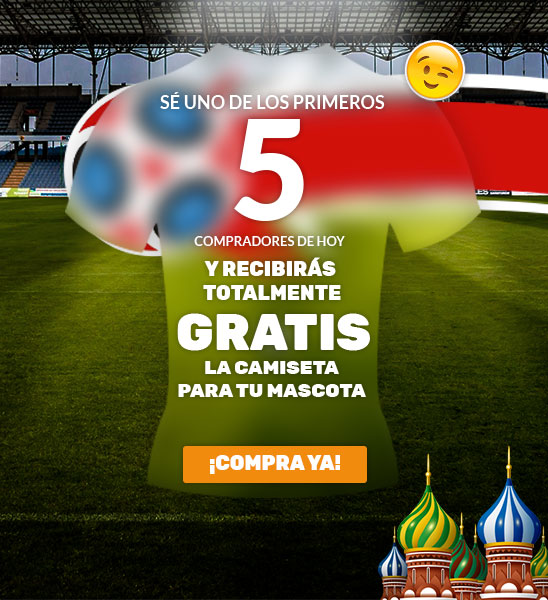 SÉ UNO DE LOS PRIMEROS
5
COMPRADORES DE HOY
Y RECIBIRÁS
TOTALMENTE
GRATIS
LA CAMISETA
PARA TU MASCOTA
¡COMPRA YA!